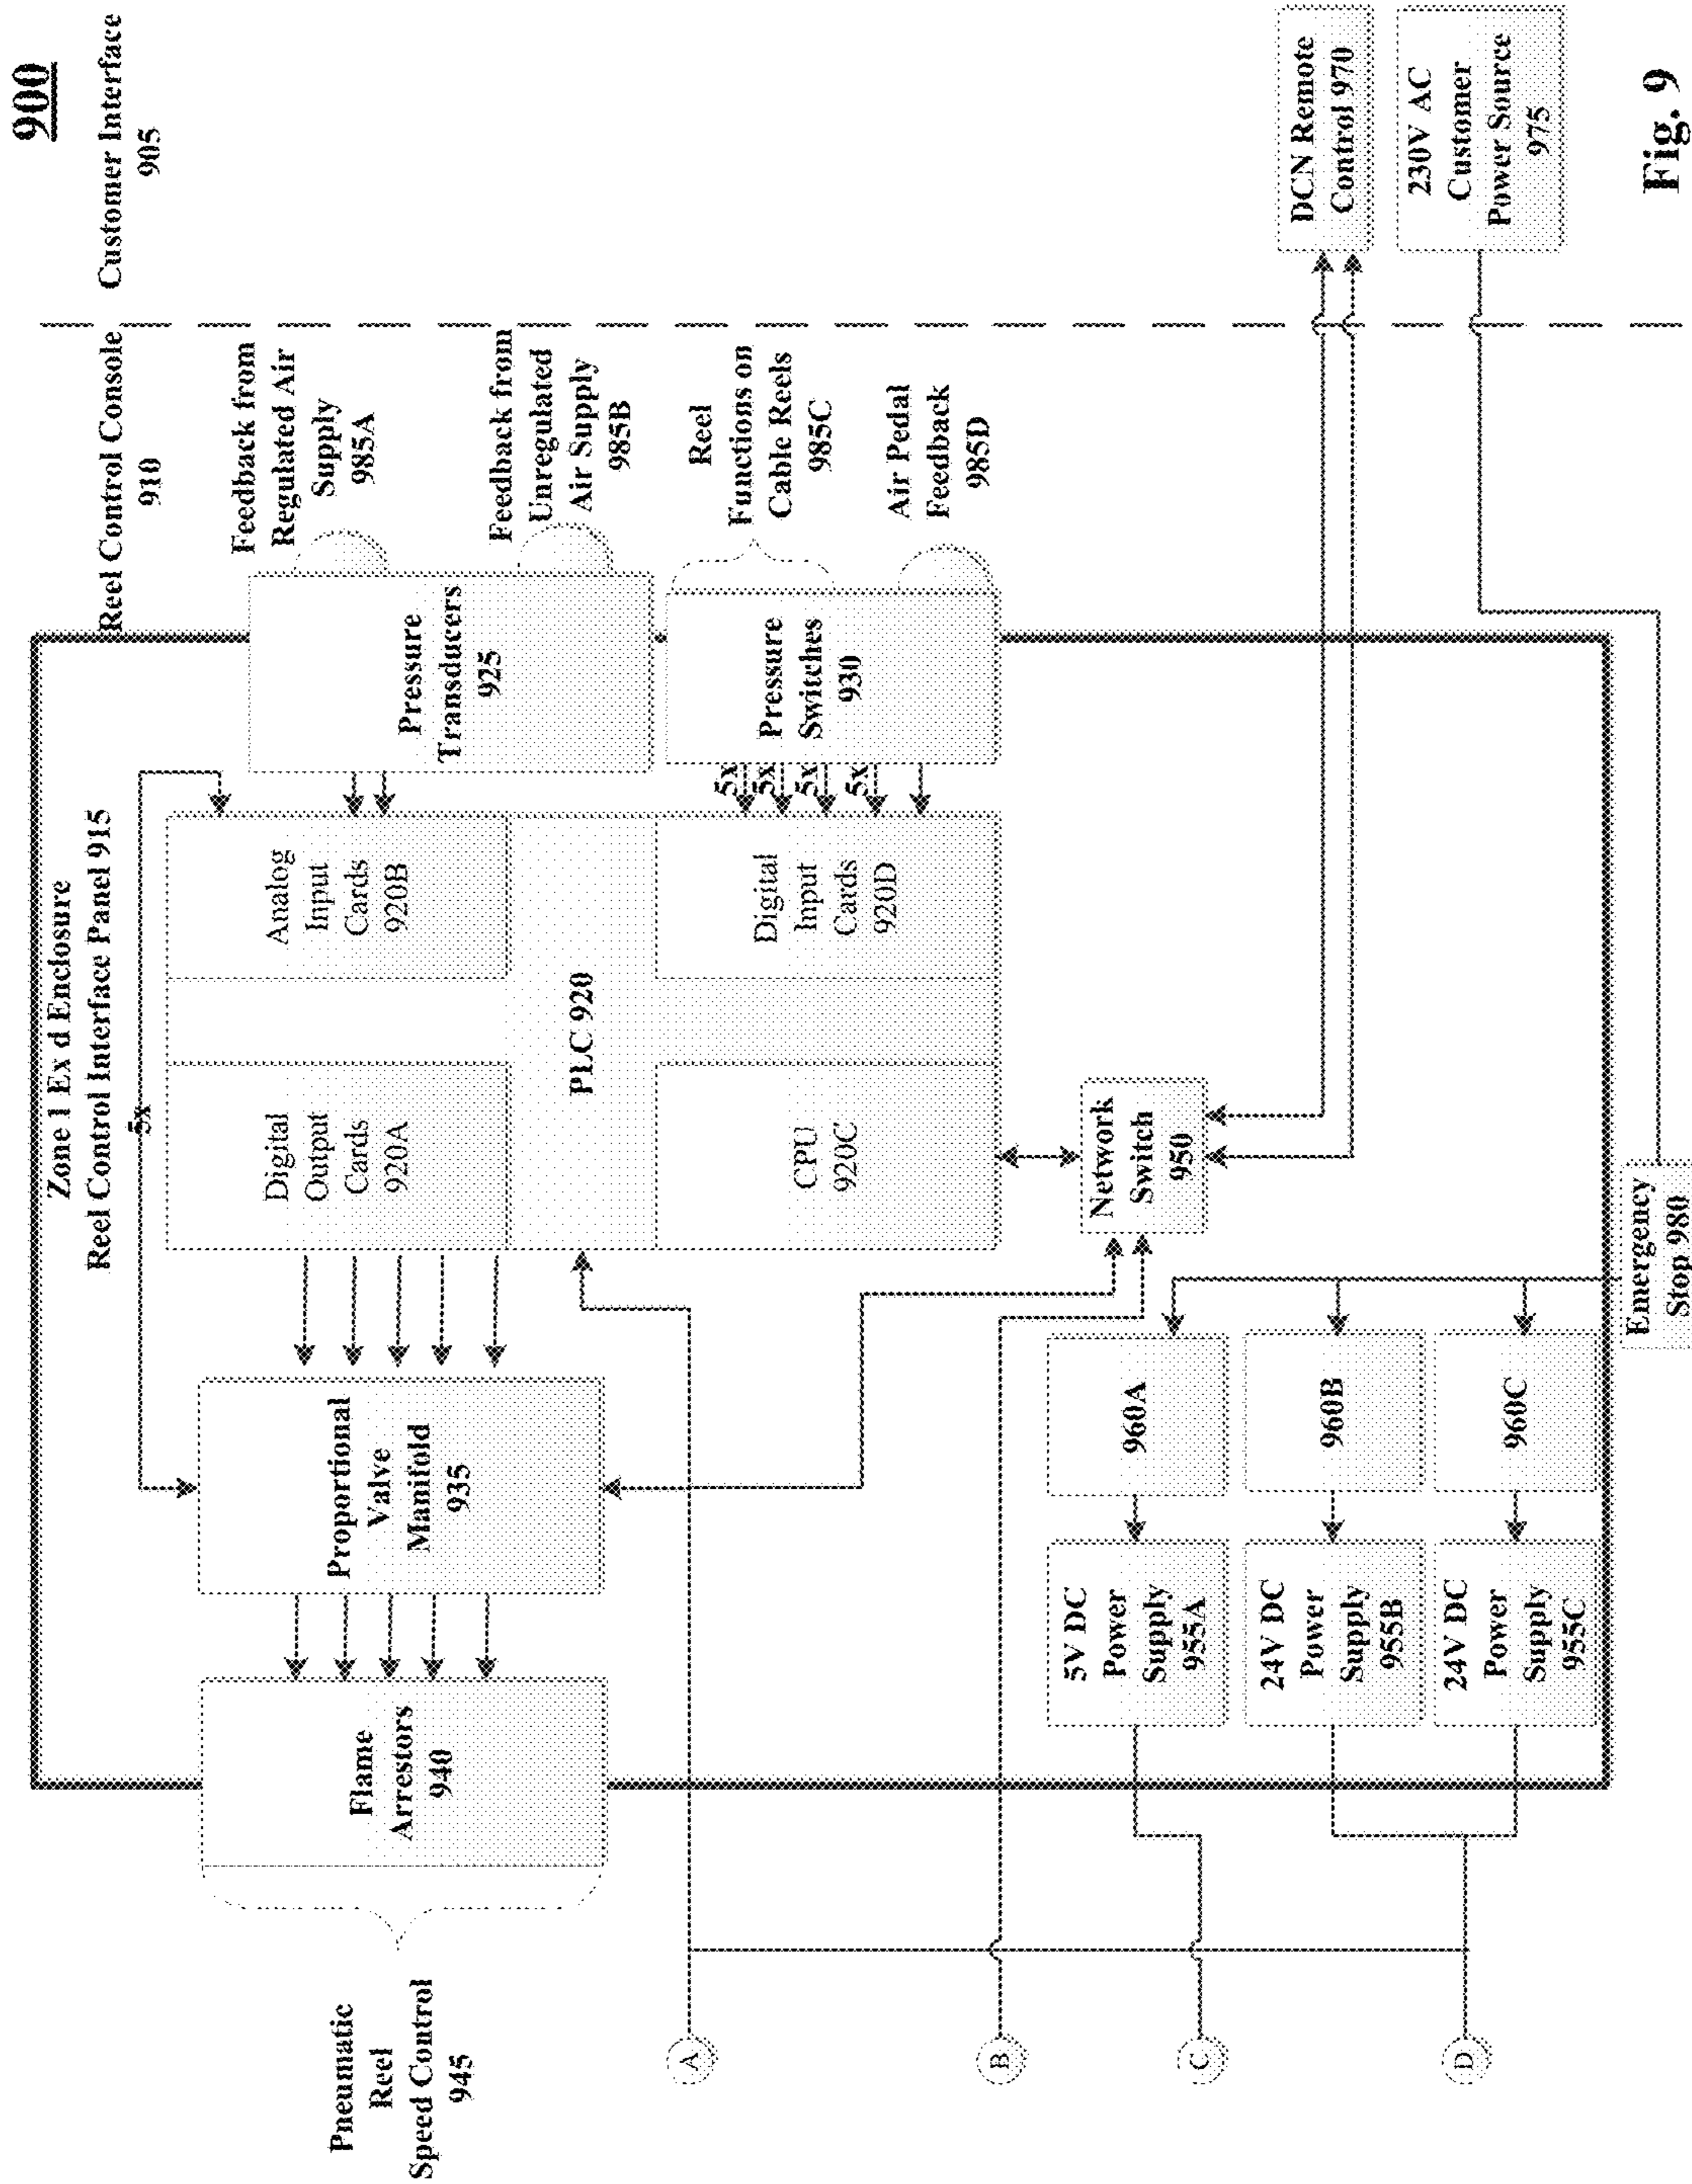 900
Customer Interface
905
Reel Control Console
910
Zone 1 Ex d Enclosure
Reel Control Interface Panel 915
Feedback from
Regulated Air
Supply
985A
Feedback from
Unregulated
Air Supply
985B
Reel
Functions on
Cable Reels
985C
Air Pedal
Feedback
985D
Pressure
Transducers
925
Pressure
Switches
930
5x
5x
5x
5x
5x
Analog
Input
Cards
920B
Digital
Input
Cards
920D
PLC 920
Digital
Output
Cards
920A
CPU
920C
Proportional
Valve
Manifold
935
Flame
Arrestors
940
Pneumatic
Reel
Speed Control
945
Network
Switch
950
DCN Remote
Control 970
230V AC
Customer
Power Source
975
Emergency
Stop 980
960A
960B
960C
5V DC
Power
Supply
955A
24V DC
Power
Supply
955B
24V DC
Power
Supply
955C
A
B
C
D
Fig. 9